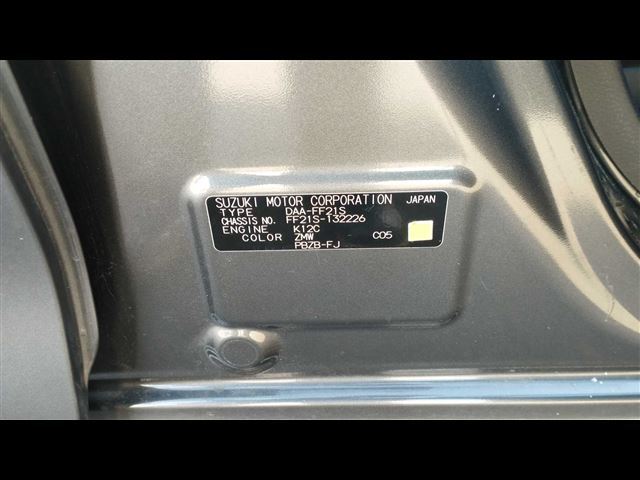 SUZUKI MOTOR CORPORATION JAPAN
TYPE DAA-FF21S
CHASSIS NO. FF21S-132226
ENGINE K12C
COLOR ZMW C05
PBZB-FJ